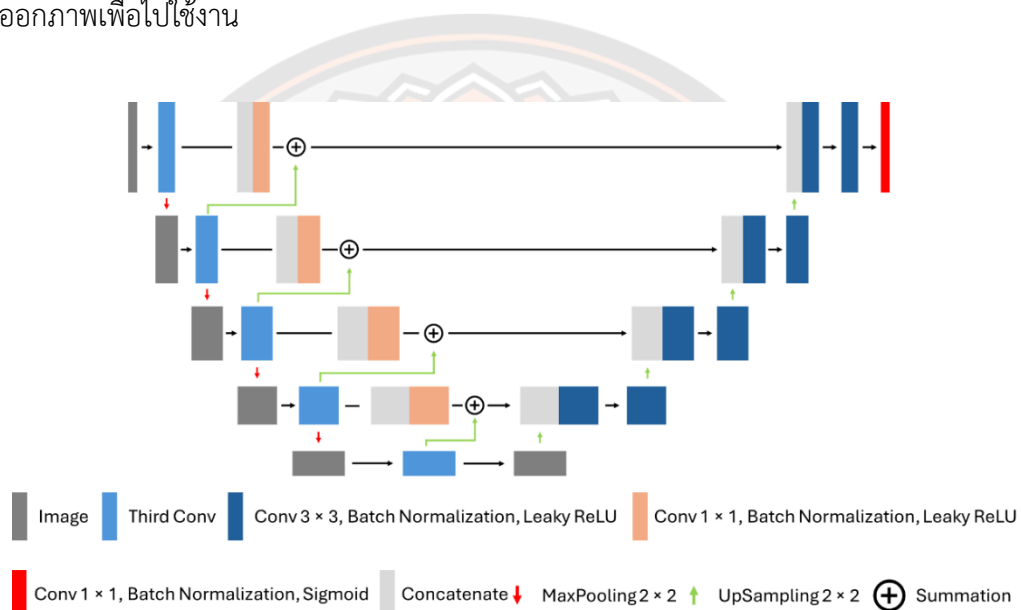 ออกภาพเพื่อไปใช้งาน
Image Third Conv Conv 3 × 3, Batch Normalization, Leaky ReLU Conv 1 × 1, Batch Normalization, Leaky ReLU
Conv 1 × 1, Batch Normalization, Sigmoid Concatenate MaxPooling 2 × 2 UpSampling 2 × 2 Summation